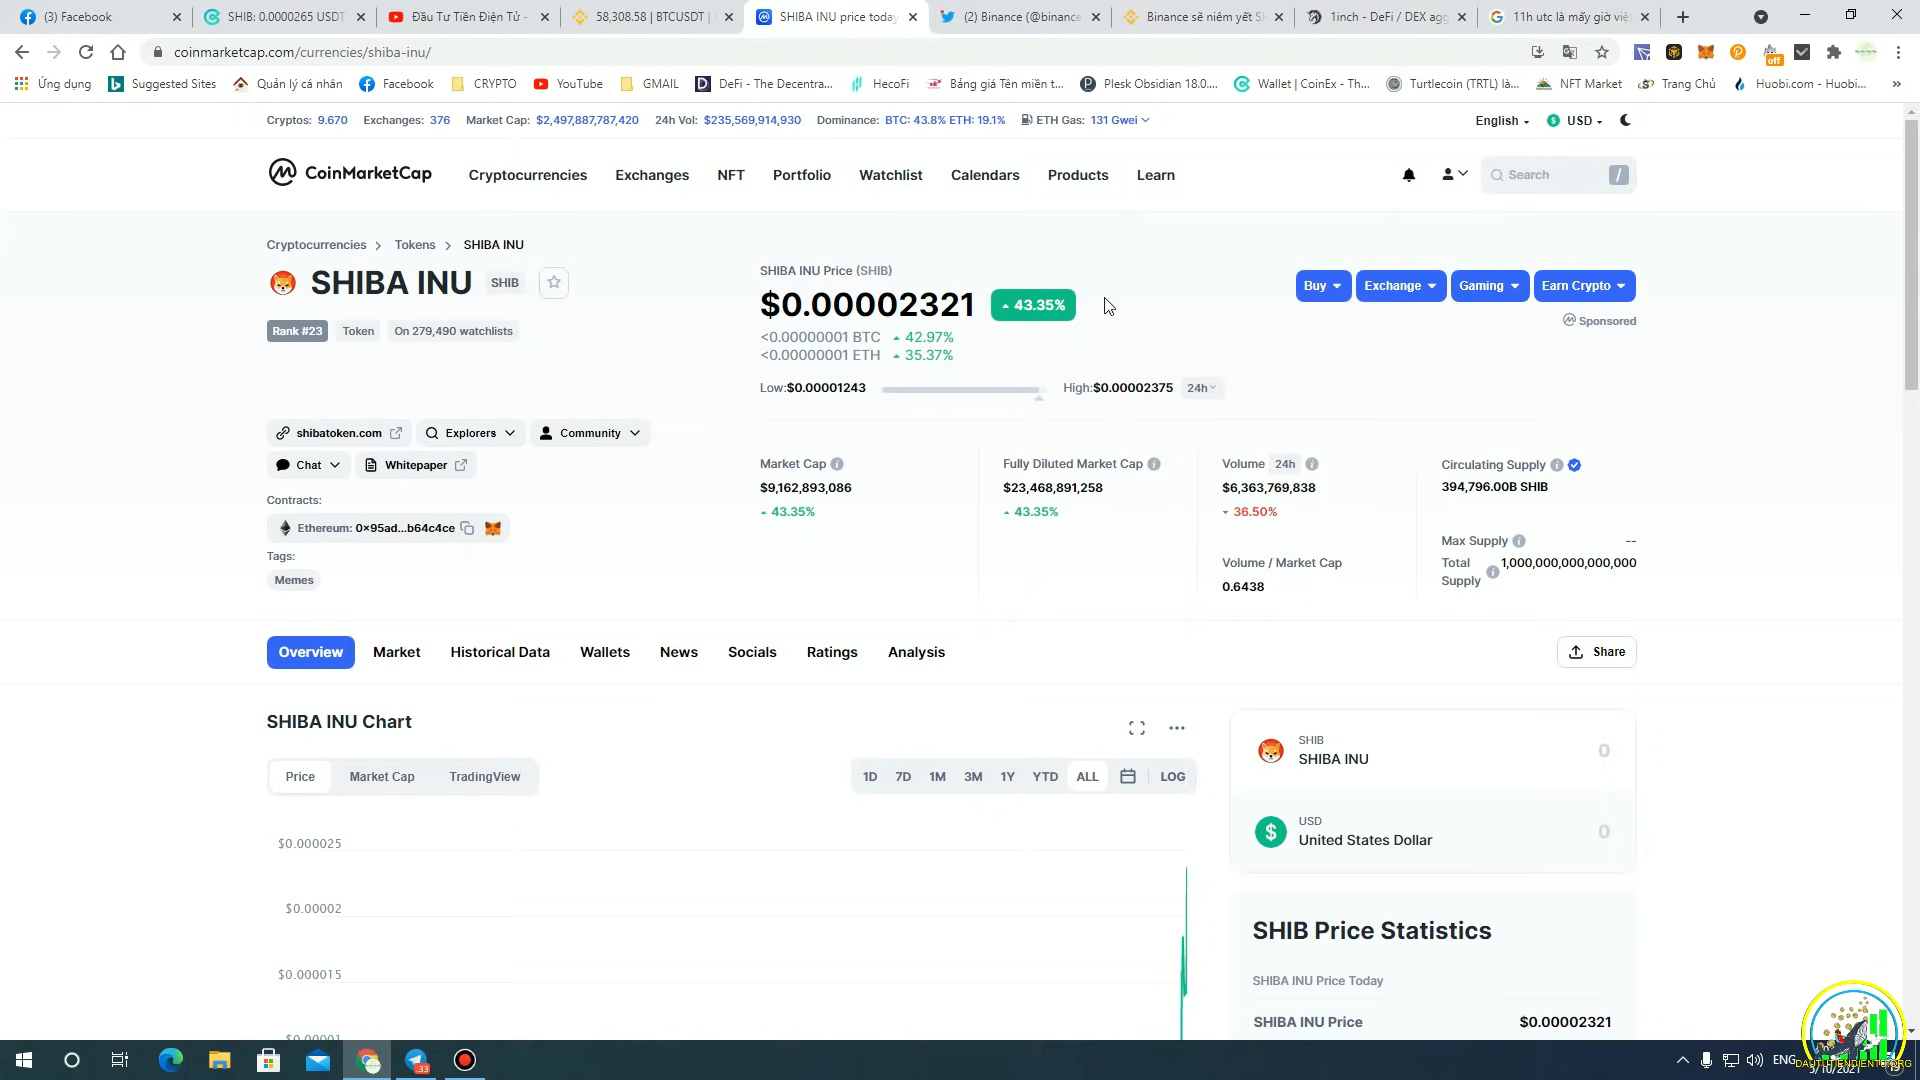 (3) Facebook
SHIB: 0.0000265 USDT
Đầu Tư Tiền Điện Tử -
58,308.58 | BTCUSDT |
SHIBA INU price today
(2) Binance (@binance
Binance sẽ niêm yết S
1inch - DeFi / DEX agg
11h utc là mấy giờ việ
coinmarketcap.com/currencies/shiba-inu/
off
Ứng dụng
Suggested Sites
Quản lý cá nhân
Facebook
CRYPTO
YouTube
GMAIL
DeFi - The Decentra...
HecoFi
Bảng giá Tên miền t...
Plesk Obsidian 18.0....
Wallet | CoinEx - Th...
Turtlecoin (TRTL) là...
NFT Market
Trang Chủ
Huobi.com - Huobi...
»
Cryptos: 9.670 Exchanges: 376 Market Cap: $2,497,887,787,420 24h Vol: $235,569,914,930 Dominance: BTC: 43.8% ETH: 19.1% ETH Gas: 131 Gwei
English
USD
CoinMarketCap
Cryptocurrencies
Exchanges
NFT
Portfolio
Watchlist
Calendars
Products
Learn
Search /
Cryptocurrencies > Tokens > SHIBA INU
SHIBA INU SHIB
Rank #23 Token On 279,490 watchlists
SHIBA INU Price (SHIB)
$0.00002321 43.35%
<0.00000001 BTC 42.97%
<0.00000001 ETH 35.37%
Low:$0.00001243 High:$0.00002375 24h
Buy
Exchange
Gaming
Earn Crypto
Sponsored
shibatoken.com
Explorers
Community
Chat
Whitepaper
Contracts:
Ethereum: 0x95ad...b64c4ce
Tags:
Memes
Market Cap
$9,162,893,086
43.35%
Fully Diluted Market Cap
$23,468,891,258
43.35%
Volume 24h
$6,363,769,838
36.50%
Volume / Market Cap
0.6438
Circulating Supply
394,796.00B SHIB
Max Supply --
Total Supply 1,000,000,000,000,000
Overview
Market
Historical Data
Wallets
News
Socials
Ratings
Analysis
Share
SHIBA INU Chart
Price
Market Cap
TradingView
1D 7D 1M 3M 1Y YTD ALL LOG
$0.000025
$0.00002
$0.000015
$0.00001
SHIB
SHIBA INU
0
USD
United States Dollar
0
SHIB Price Statistics
SHIBA INU Price Today
SHIBA INU Price $0.00002321
33
ENG
DAUTUTIENDIENTU.ORG
5/10/2021